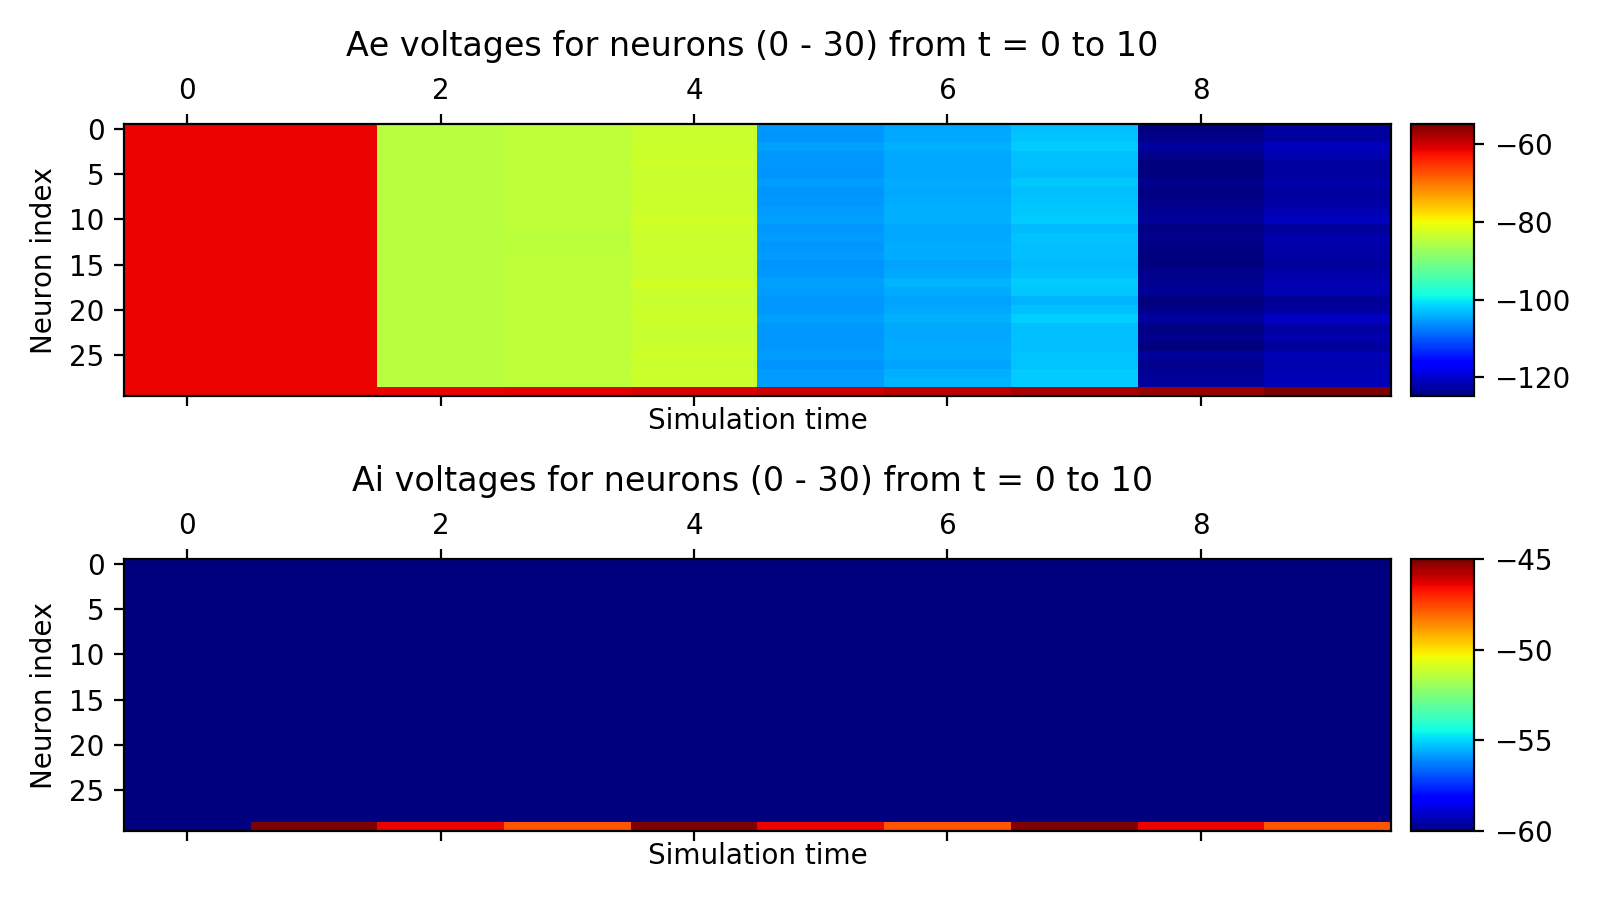 Ae voltages for neurons (0 - 30) from t = 0 to 10
0 2 4 6 8
Neuron index
0
5
10
15
20
25
Simulation time
−60
−80
−100
−120
Ai voltages for neurons (0 - 30) from t = 0 to 10
0 2 4 6 8
Neuron index
0
5
10
15
20
25
Simulation time
−45
−50
−55
−60